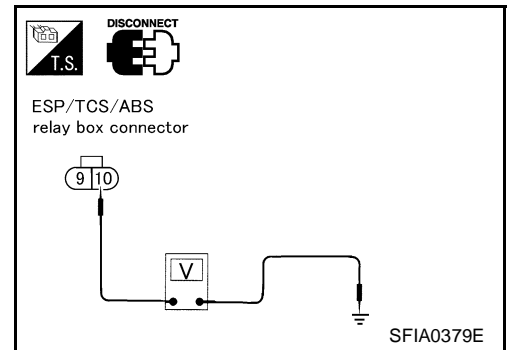 DISCONNECT
T.S.
ESP/TCS/ABS
relay box connector
9 10
V
SFIA0379E